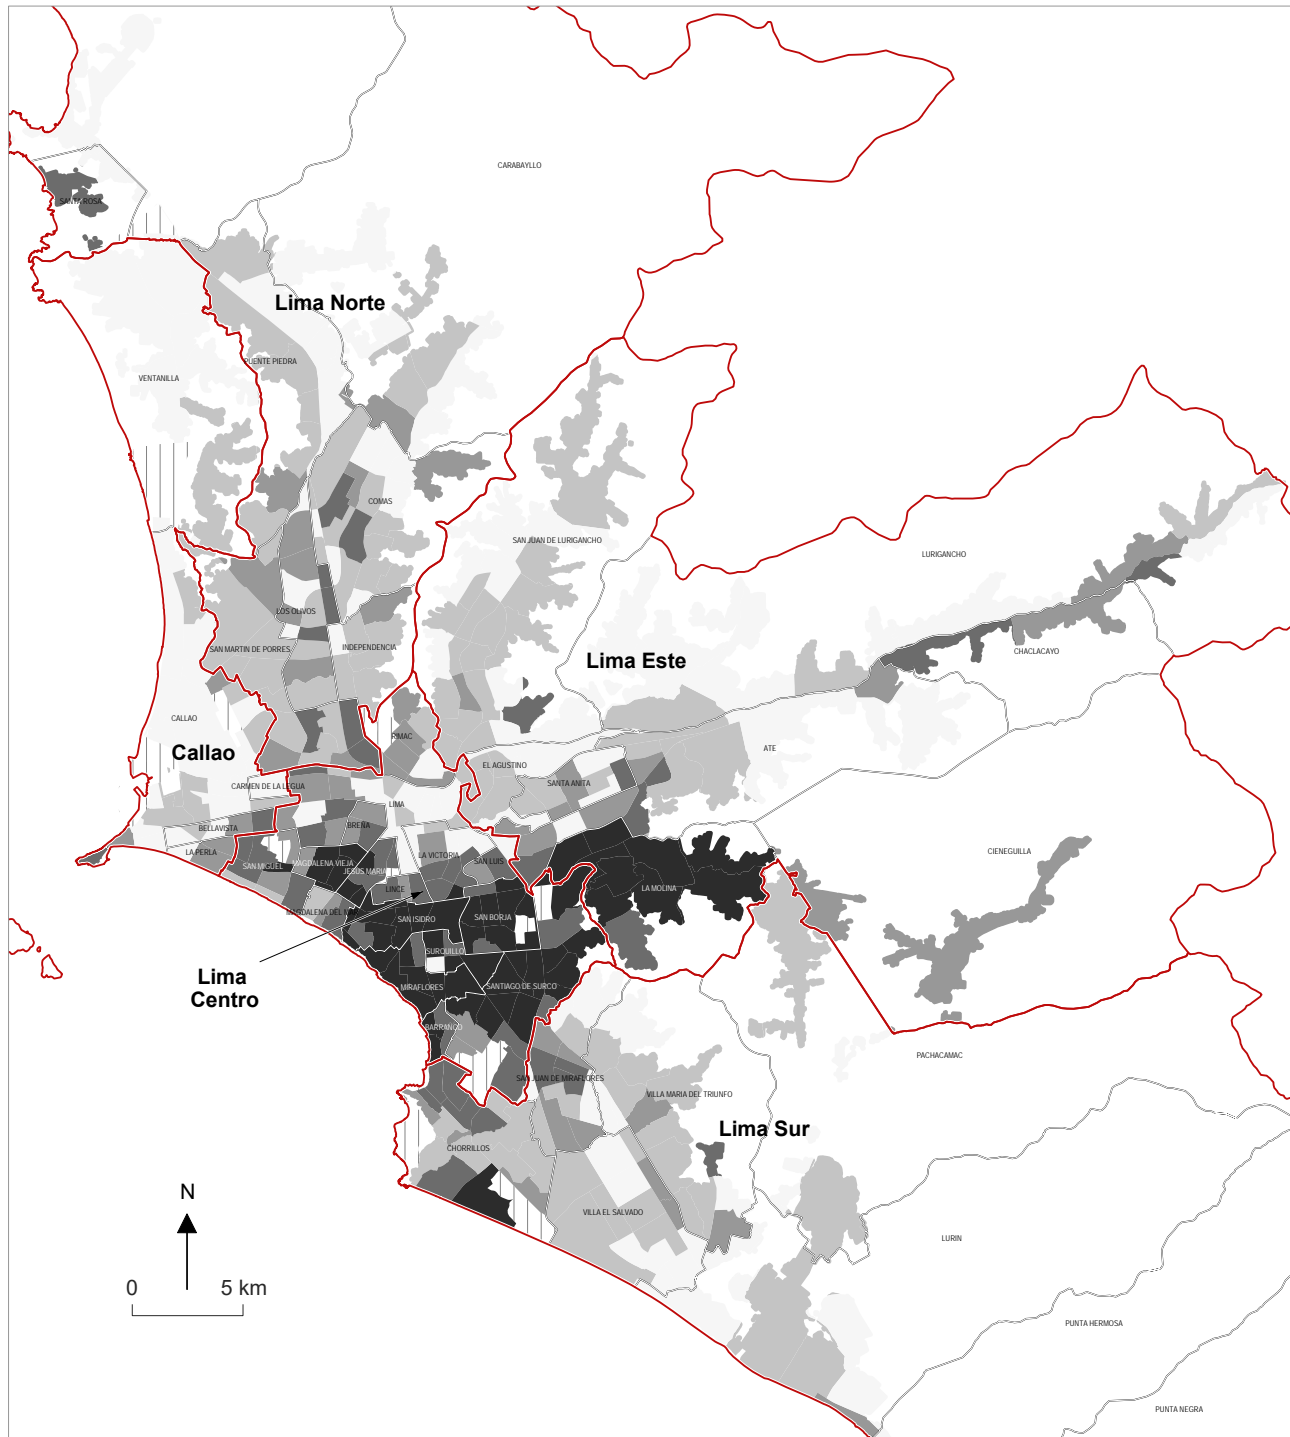 CARABAYLLO
SANTA ROSA
Lima Norte
PUENTE PIEDRA
VENTANILLA
COMAS
SAN JUAN DE LURIGANCHO
LURIGANCHO
LOS OLIVOS
SAN MARTIN DE PORRES
INDEPENDENCIA
CHACLACAYO
Lima Este
CALLAO
RIMAC
Callao
ATE
EL AGUSTINO
SANTA ANITA
CARMEN DE LA LEGUA
LIMA
BELLAVISTA
BREÑA
LA PERLA
LA VICTORIA
SAN LUIS
CIENEGUILLA
SAN MIGUEL
MAGDALENA VIEJA
JESUS MARIA
LINCE
LA MOLINA
MAGDALENA DEL MAR
SAN ISIDRO
SAN BORJA
SURQUILLO
Lima
Centro
MIRAFLORES
SANTIAGO DE SURCO
BARRANCO
PACHACAMAC
SAN JUAN DE MIRAFLORES
VILLA MARIA DEL TRIUNFO
Lima Sur
CHORRILLOS
N
VILLA EL SALVADO
LURIN
0 5 km
PUNTA HERMOSA
PUNTA NEGRA